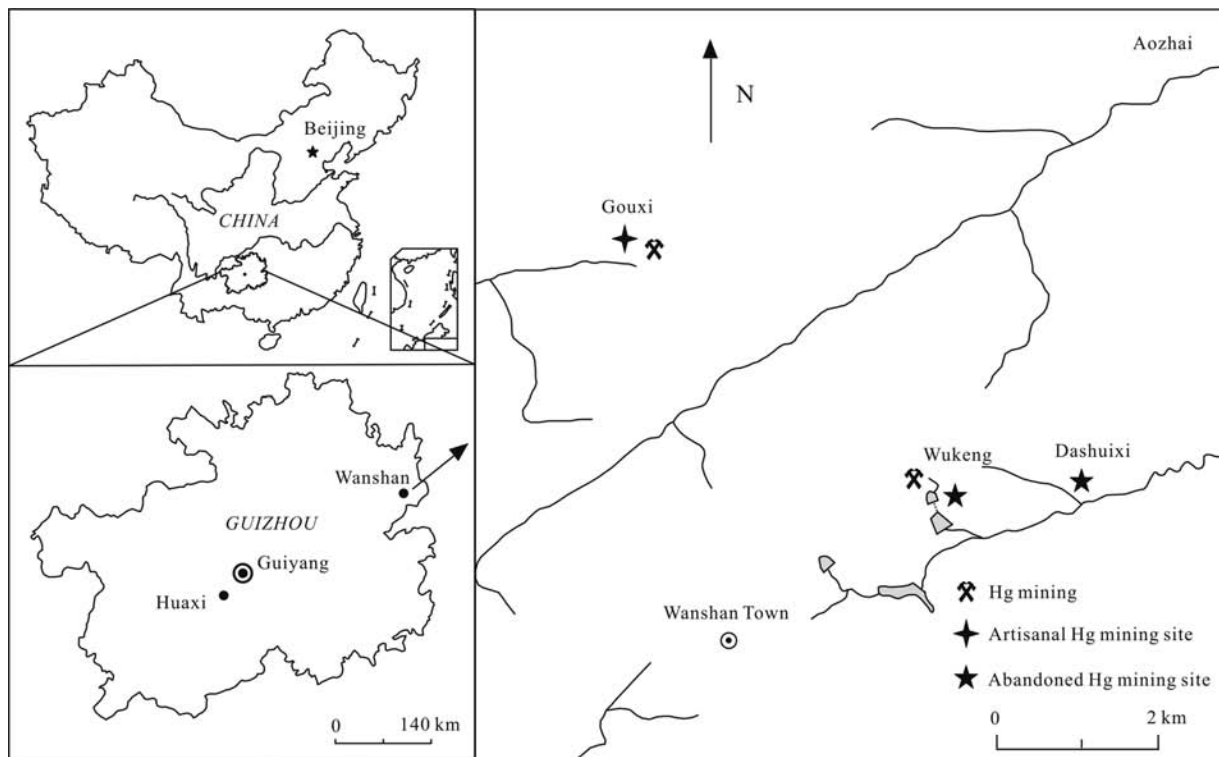 Beijing
CHINA
Wanshan
GUIZHOU
Guiyang
Huaxi
0 140 km
N
Aozhai
Gouxi
Wukeng
Dashuixi
Wanshan Town
Hg mining
Artisanal Hg mining site
Abandoned Hg mining site
0 2 km